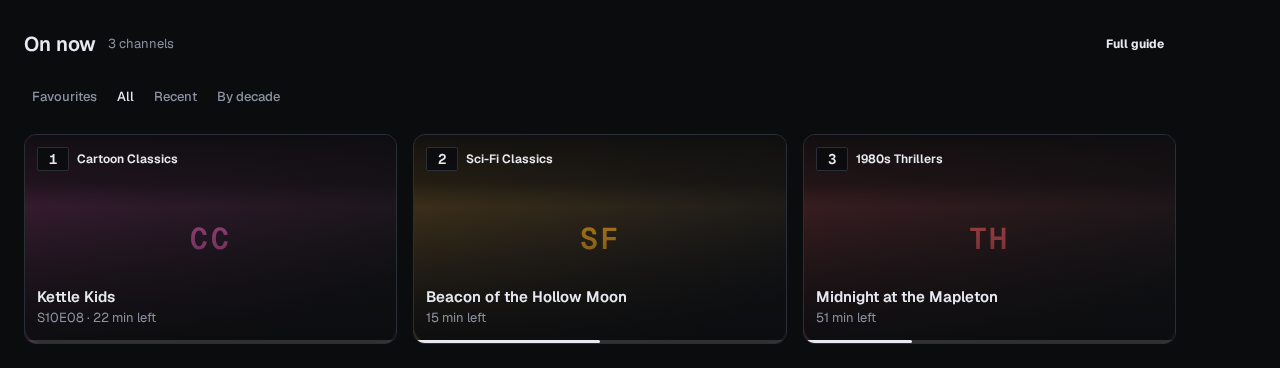 On now 3 channels Full guide
Favourites All Recent By decade
1 Cartoon Classics
CC
Kettle Kids
S10E08 · 22 min left
2 Sci-Fi Classics
SF
Beacon of the Hollow Moon
15 min left
3 1980s Thrillers
TH
Midnight at the Mapleton
51 min left